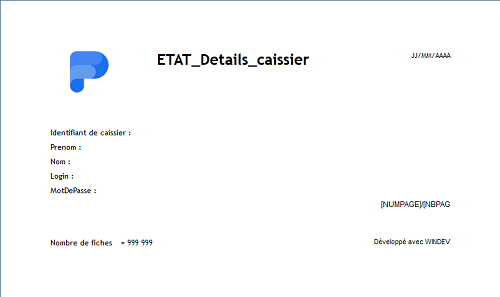 ETAT_Details_caissier
JJ/MM/AAAA
Identifiant de caissier :
Prenom :
Nom :
Login :
MotDePasse :
[NUMPAGE]/[NBPAG
Nombre de fiches = 999 999
Développé avec WINDEV